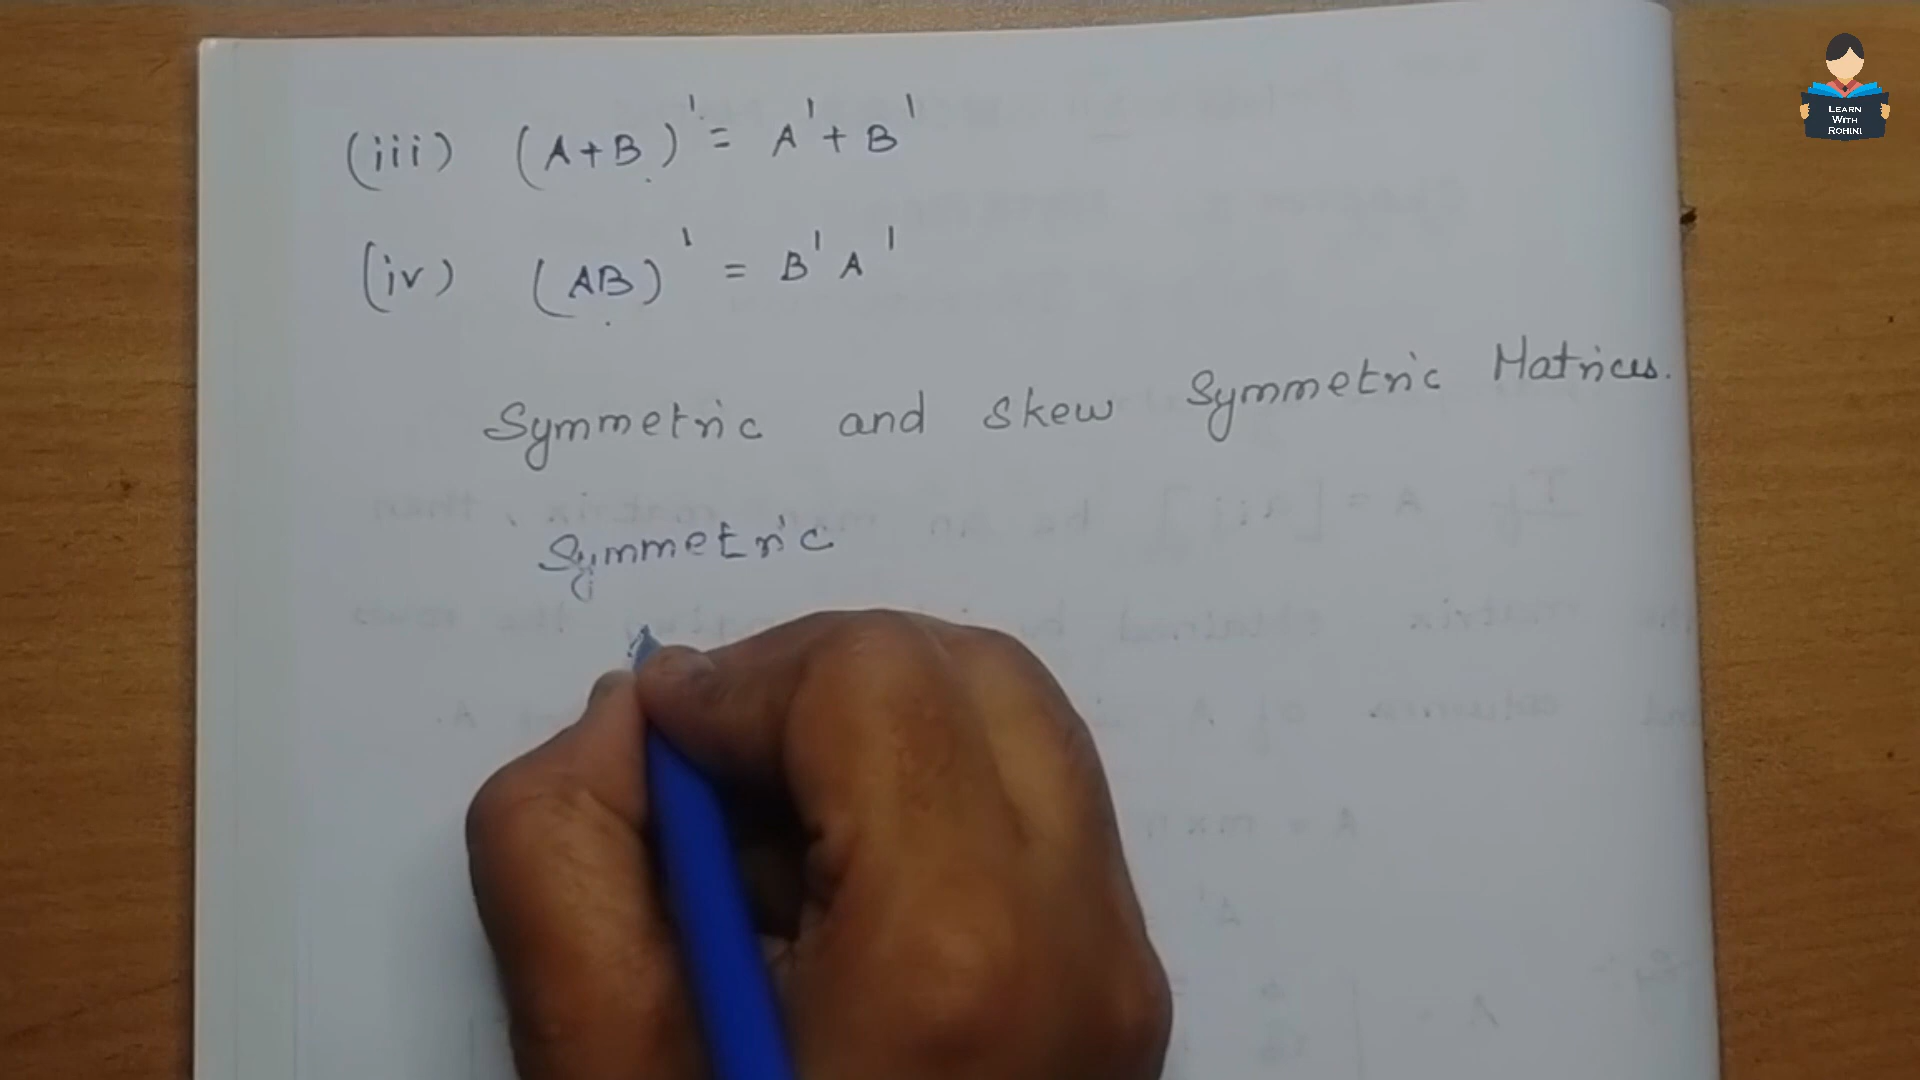 (iii) (A+B)' = A' + B'
(iv) (AB)' = B' A'
Symmetric and Skew Symmetric Matrices.
Symmetric
LEARN
WITH
ROHINI